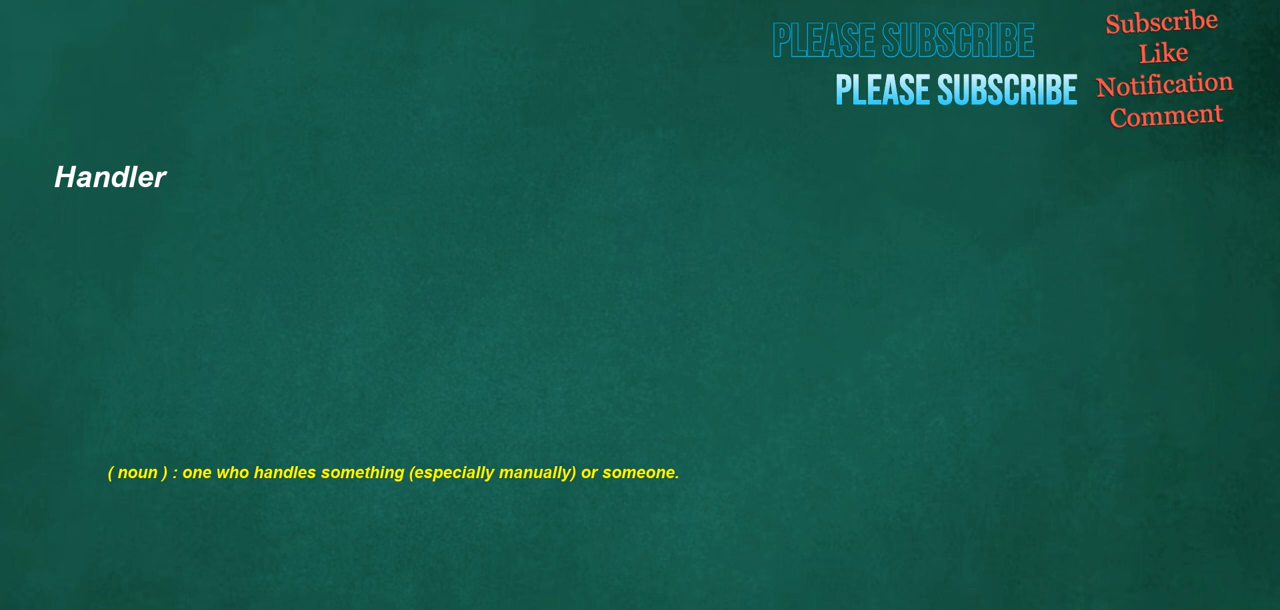 PLEASE SUBSCRIBE
PLEASE SUBSCRIBE
Subscribe
Like
Notification
Comment
Handler
( noun ) : one who handles something (especially manually) or someone.